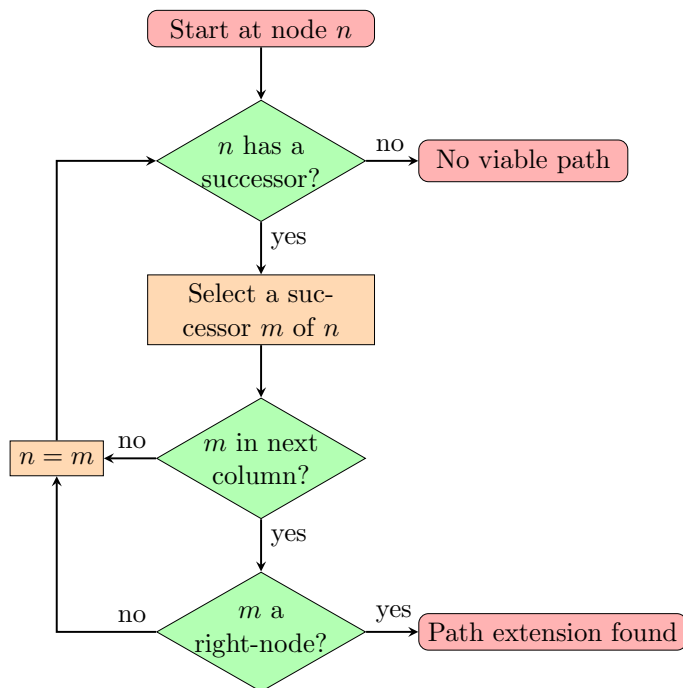 Start at node n
n has a
successor?
no
No viable path
yes
Select a suc-
cessor m of n
n = m
no
m in next
column?
yes
no
m a
right-node?
yes
Path extension found